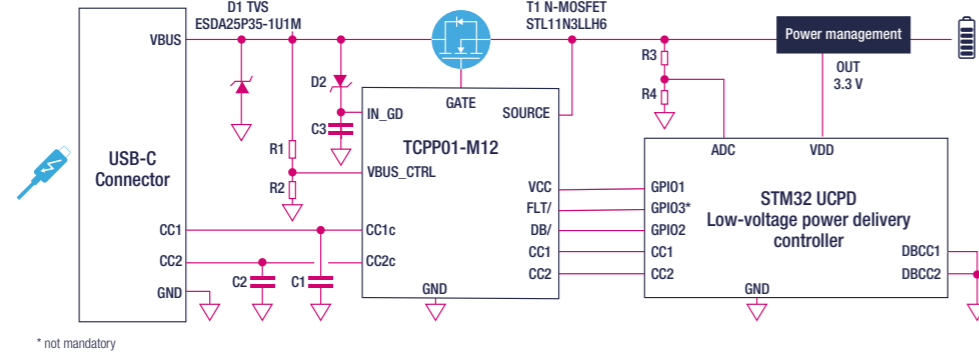 D1 TVS
ESDA25P35-1U1M
T1 N-MOSFET
STL11N3LLH6
VBUS
Power management
R3
D2
OUT
3.3 V
R4
GATE
IN_GD
SOURCE
C3
TCPP01-M12
ADC
VDD
R1
USB-C
Connector
VBUS_CTRL
R2
VCC
GPIO1
STM32 UCPD
Low-voltage power delivery
controller
FLT/
GPIO3*
DB/
GPIO2
CC1
CC1c
CC1
CC1
DBCC1
CC2
CC2c
CC2
CC2
DBCC2
C2
C1
GND
GND
GND
* not mandatory